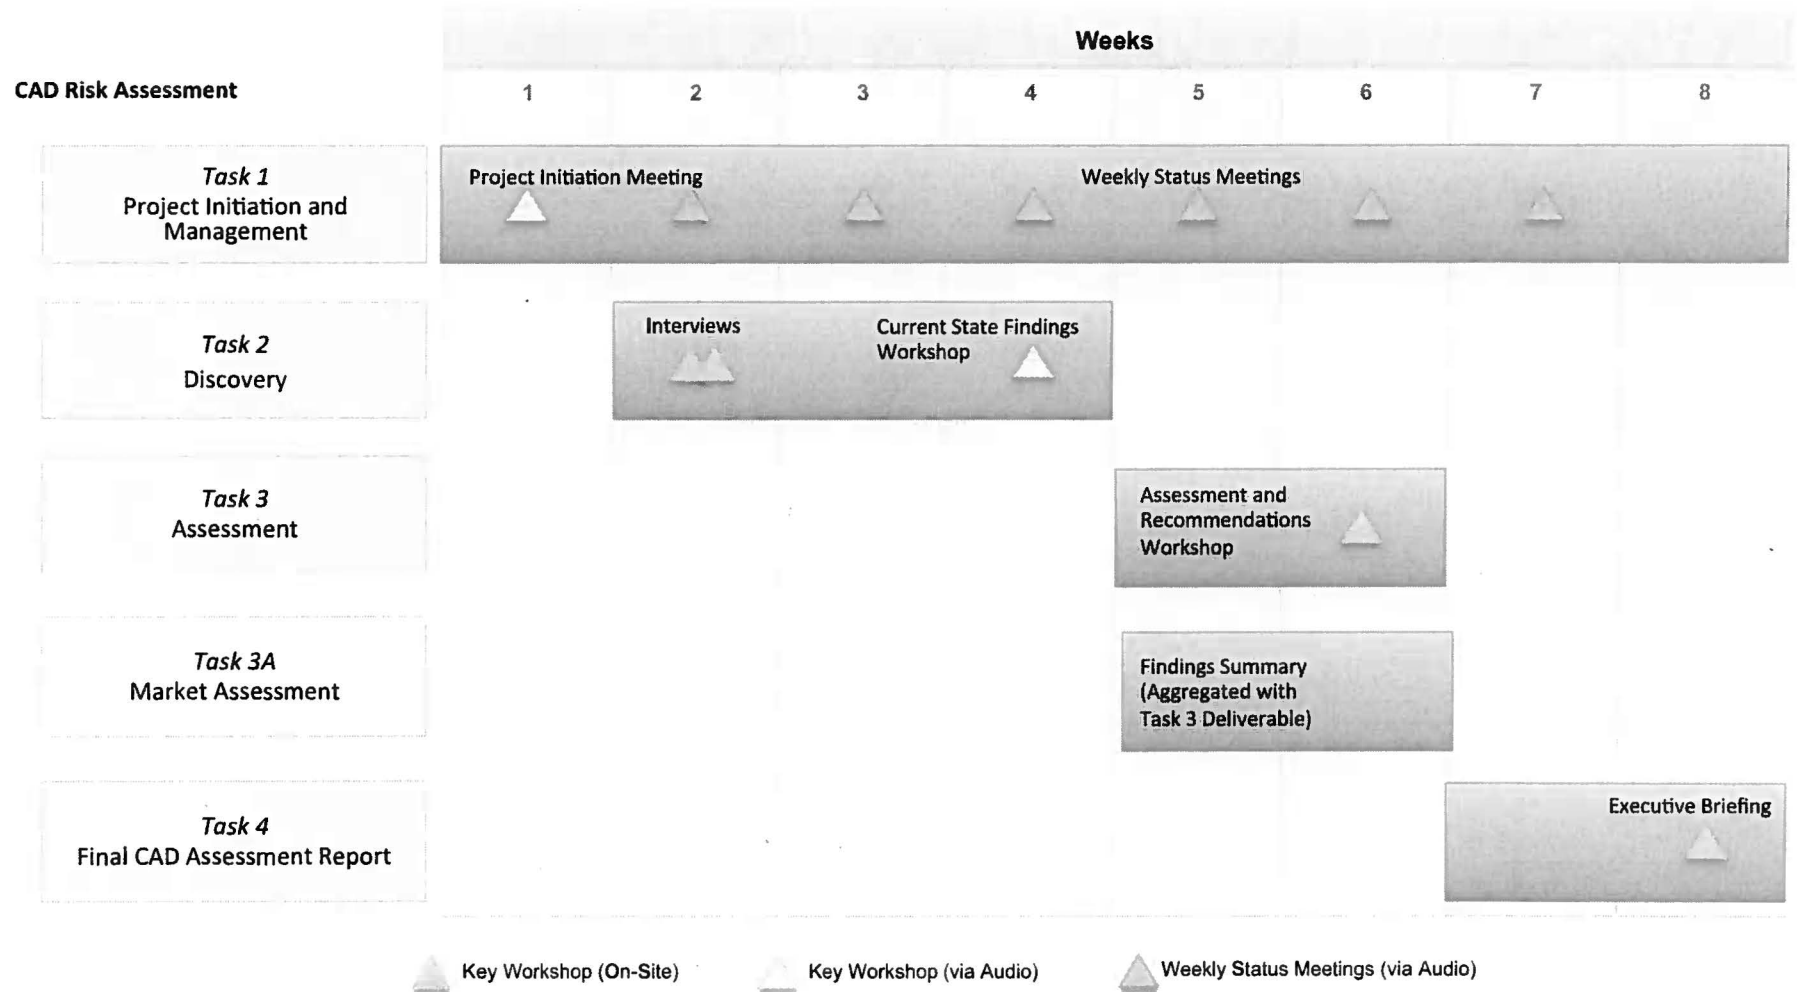 Weeks
CAD Risk Assessment 1 2 3 4 5 6 7 8
Task 1
Project Initiation and
Management
Project Initiation Meeting
Weekly Status Meetings
Task 2
Discovery
Interviews
Current State Findings
Workshop
Task 3
Assessment
Assessment and
Recommendations
Workshop
Task 3A
Market Assessment
Findings Summary
(Aggregated with
Task 3 Deliverable)
Task 4
Final CAD Assessment Report
Executive Briefing
Key Workshop (On-Site)
Key Workshop (via Audio)
Weekly Status Meetings (via Audio)